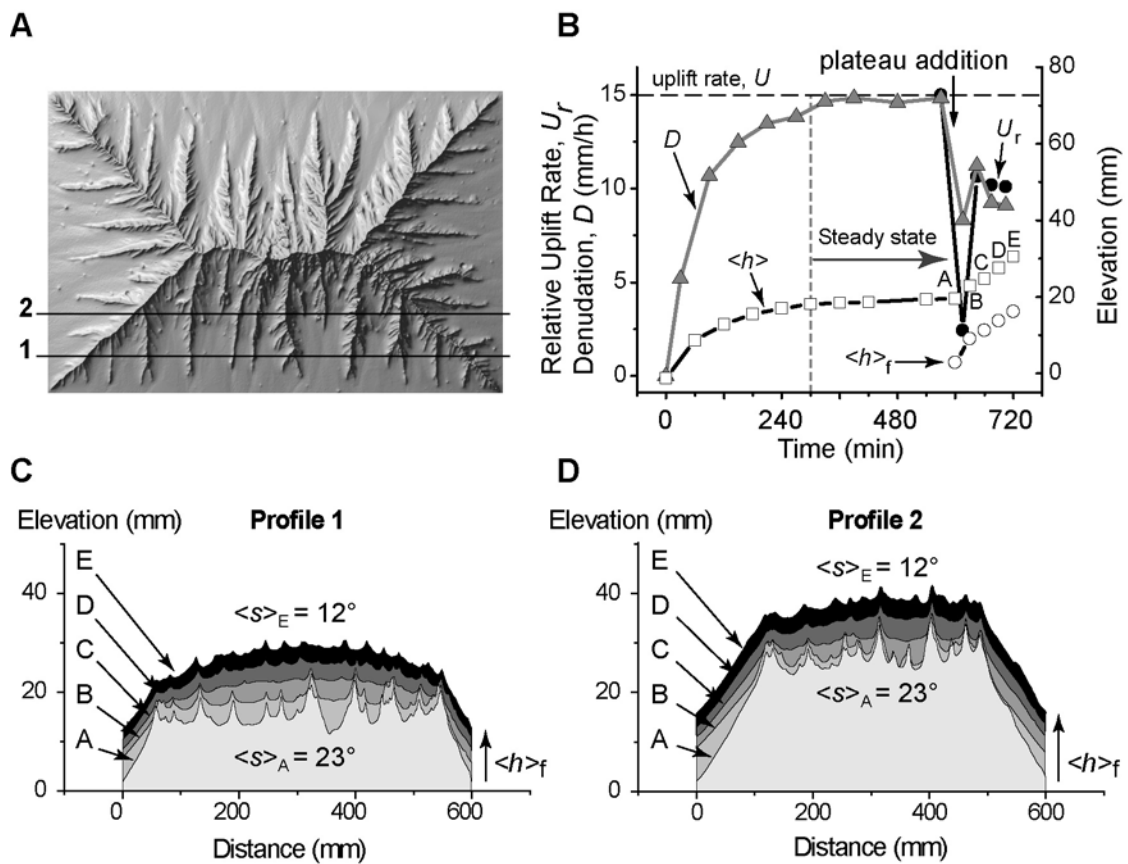 A
2
1
B
plateau addition
uplift rate, U
D
Ur
<h>
Steady state
A
B
C
D
E
<h>f
Relative Uplift Rate, Ur
Denudation, D (mm/h)
15
10
5
0
80
60
40
20
0
Elevation (mm)
0
240
480
720
Time (min)
C
Elevation (mm)
Profile 1
E
D
C
B
A
<s>E = 12°
<s>A = 23°
<h>f
40
20
0
0
200
400
600
Distance (mm)
D
Elevation (mm)
Profile 2
E
D
C
B
A
<s>E = 12°
<s>A = 23°
<h>f
40
20
0
0
200
400
600
Distance (mm)